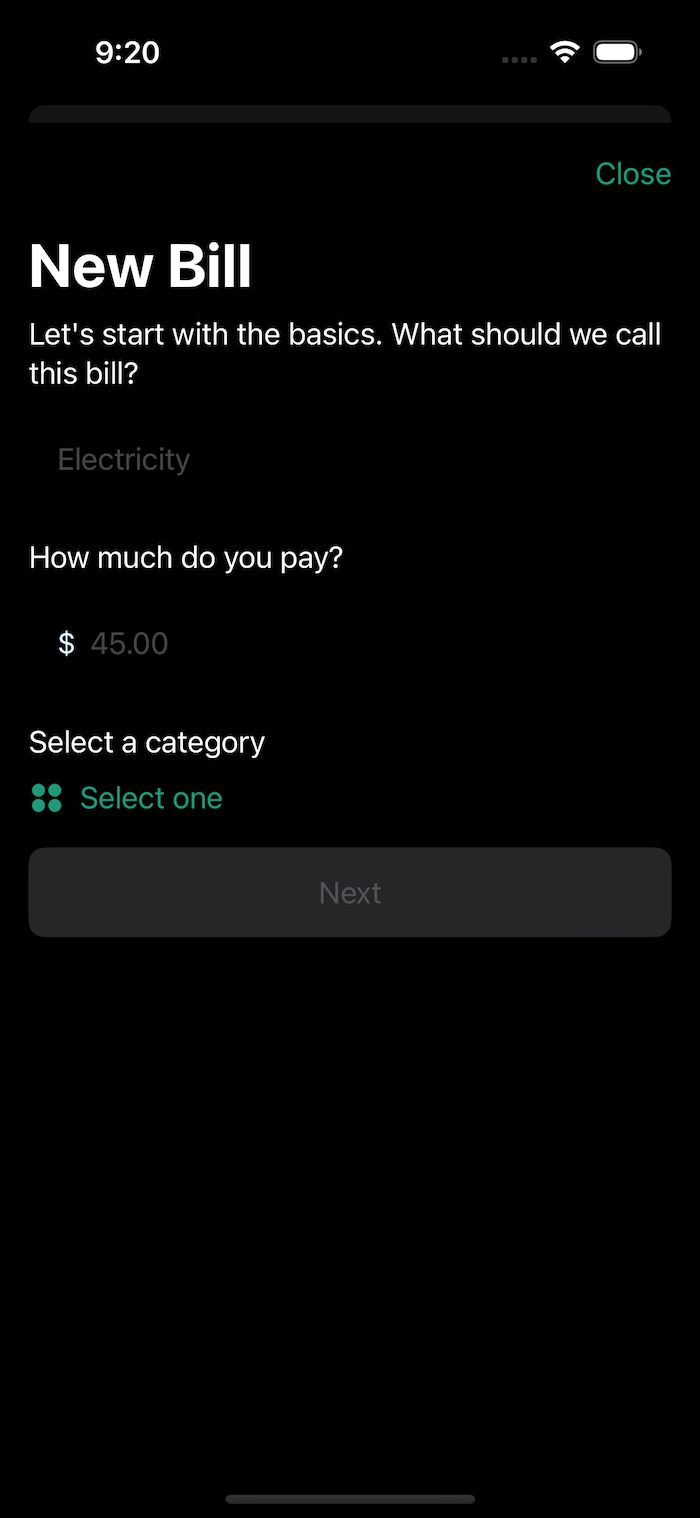 9:20
Close
New Bill
Let's start with the basics. What should we call
this bill?
Electricity
How much do you pay?
$ 45.00
Select a category
Select one
Next